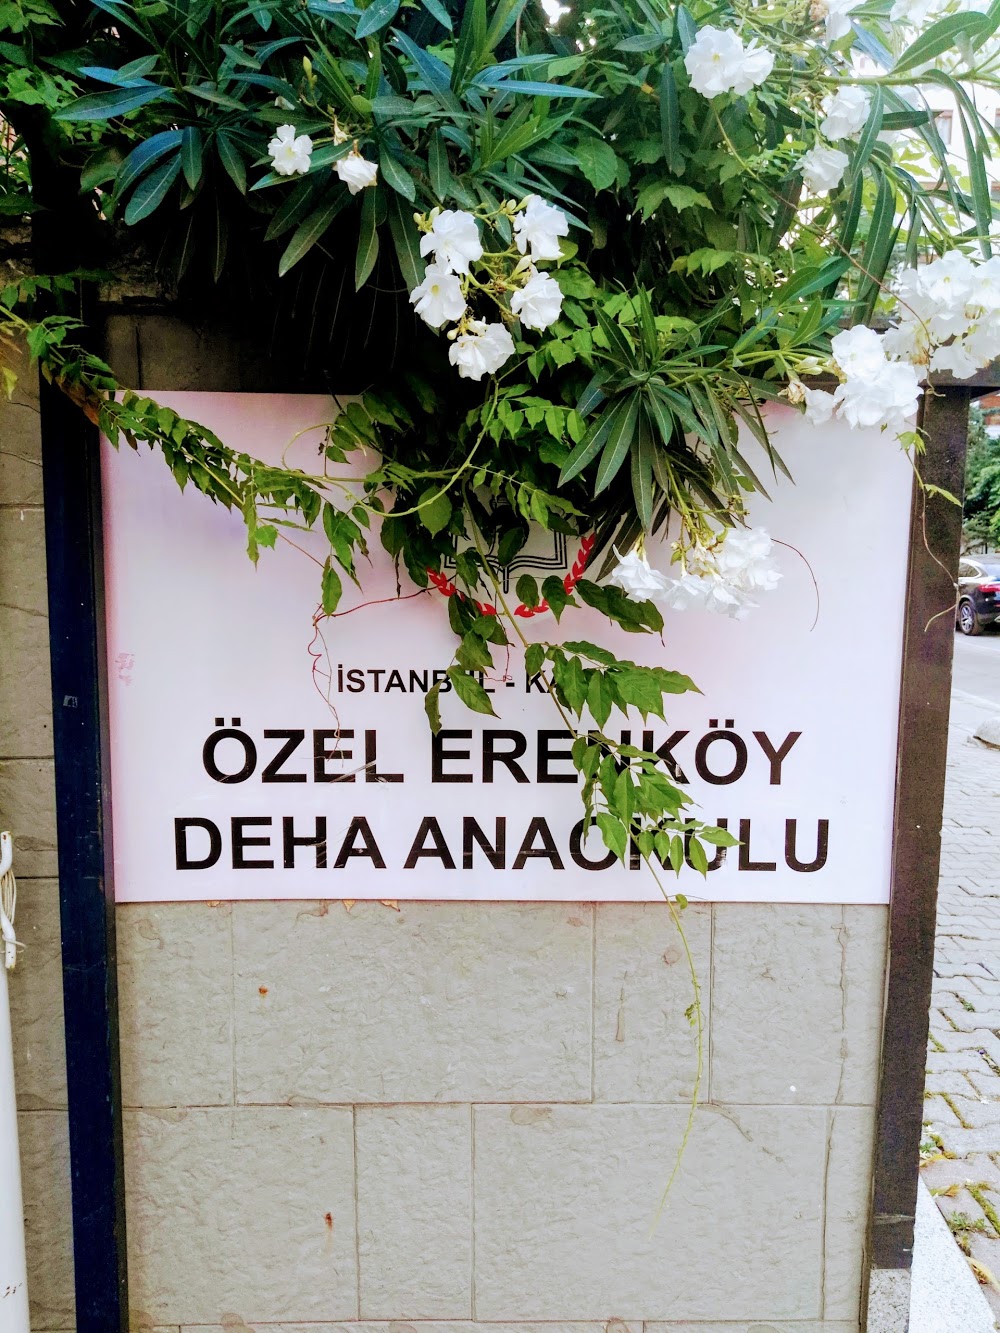 İSTANBUL -
ÖZEL ERENKÖY
DEHA ANAOKULU